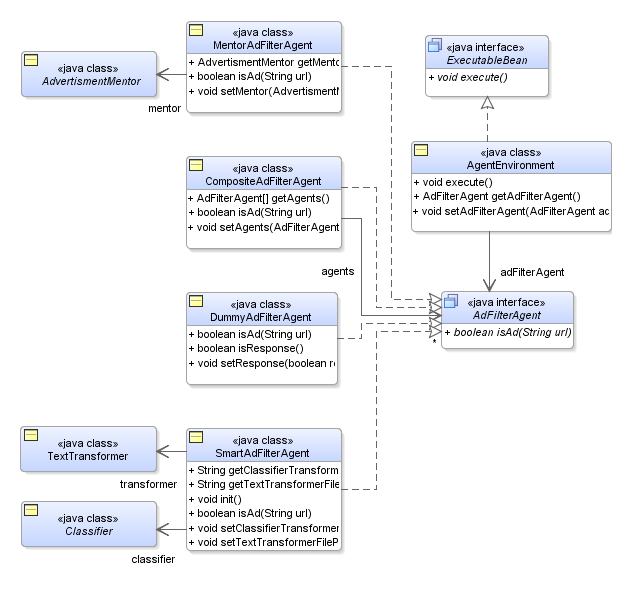 «java class»
AdvertismentMentor
mentor
«java class»
MentorAdFilterAgent
+ AdvertismentMentor getMento
+ boolean isAd(String url)
+ void setMentor(Advertisment
«java interface»
ExecutableBean
+ void execute()
«java class»
CompositeAdFilterAgent
+ AdFilterAgent[] getAgents()
+ boolean isAd(String url)
+ void setAgents(AdFilterAgent
agents
«java class»
AgentEnvironment
+ void execute()
+ AdFilterAgent getAdFilterAgent()
+ void setAdFilterAgent(AdFilterAgent ad
adFilterAgent
«java class»
DummyAdFilterAgent
+ boolean isAd(String url)
+ boolean isResponse()
+ void setResponse(boolean re
«java interface»
AdFilterAgent
+ boolean isAd(String url)
*
«java class»
TextTransformer
transformer
«java class»
SmartAdFilterAgent
+ String getClassifierTransform
+ String getTextTransformerFile
+ void init()
+ boolean isAd(String url)
+ void setClassifierTransformer
+ void setTextTransformerFileP
«java class»
Classifier
classifier